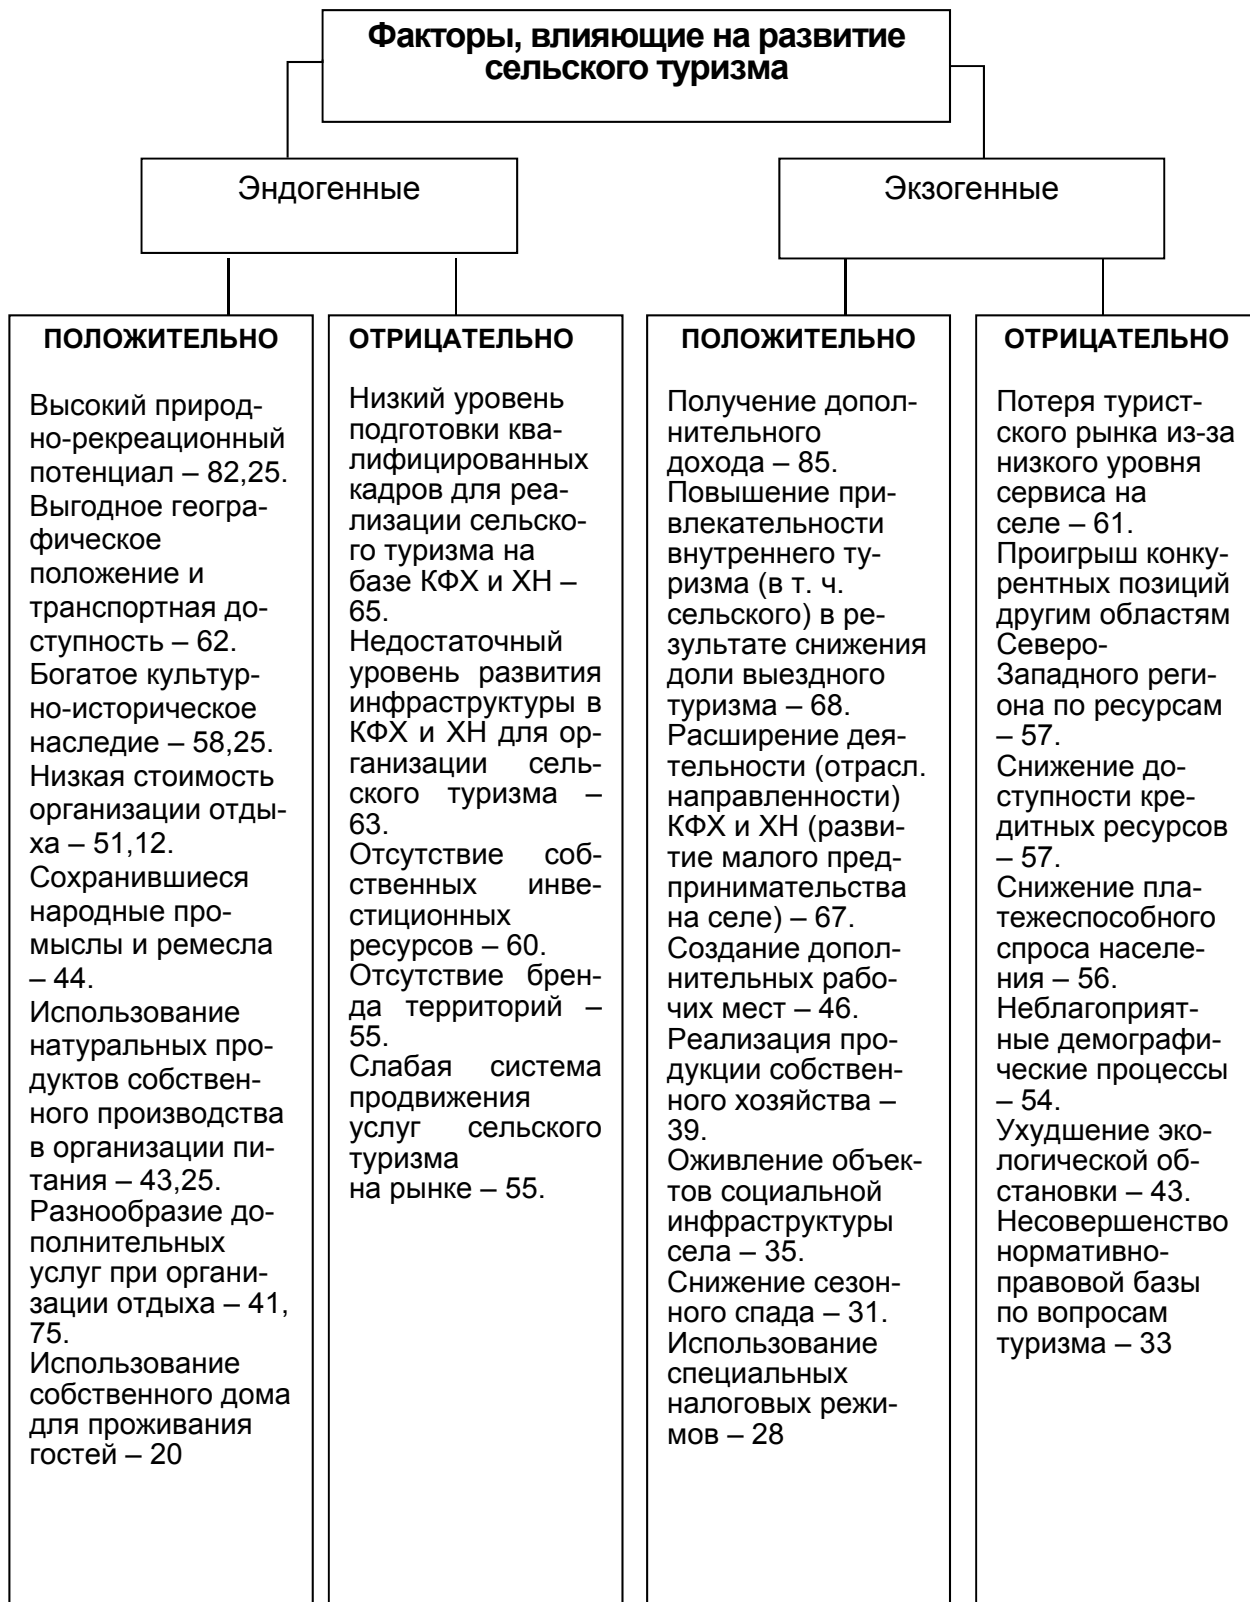 Факторы, влияющие на развитие
сельского туризма
Эндогенные
Экзогенные
ПОЛОЖИТЕЛЬНО
Высокий природ-
но-рекреационный
потенциал – 82,25.
Выгодное геогра-
фическое
положение и
транспортная до-
ступность – 62.
Богатое культур-
но-историческое
наследие – 58,25.
Низкая стоимость
организации отды-
ха – 51,12.
Сохранившиеся
народные про-
мыслы и ремесла
– 44.
Использование
натуральных про-
дуктов собствен-
ного производства
в организации пи-
тания – 43,25.
Разнообразие до-
полнительных
услуг при органи-
зации отдыха – 41,
75.
Использование
собственного дома
для проживания
гостей – 20
ОТРИЦАТЕЛЬНО
Низкий уровень
подготовки ква-
лифицированных
кадров для реа-
лизации сельско-
го туризма на
базе КФХ и ХН –
65.
Недостаточный
уровень развития
инфраструктуры в
КФХ и ХН для ор-
ганизации сель-
ского туризма –
63.
Отсутствие соб-
ственных инве-
стиционных
ресурсов – 60.
Отсутствие брен-
да территорий –
55.
Слабая система
продвижения
услуг сельского
туризма
на рынке – 55.
ПОЛОЖИТЕЛЬНО
Получение допол-
нительного
дохода – 85.
Повышение при-
влекательности
внутреннего ту-
ризма (в т. ч.
сельского) в ре-
зультате снижения
доли выездного
туризма – 68.
Расширение дея-
тельности (отрасл.
направленности)
КФХ и ХН (разви-
тие малого пред-
принимательства
на селе) – 67.
Создание допол-
нительных рабо-
чих мест – 46.
Реализация про-
дукции собствен-
ного хозяйства –
39.
Оживление объек-
тов социальной
инфраструктуры
села – 35.
Снижение сезон-
ного спада – 31.
Использование
специальных
налоговых режи-
мов – 28
ОТРИЦАТЕЛЬНО
Потеря турист-
ского рынка из-за
низкого уровня
сервиса на
селе – 61.
Проигрыш конку-
рентных позиций
другим областям
Северо-
Западного реги-
она по ресурсам
– 57.
Снижение до-
ступности кре-
дитных ресурсов
– 57.
Снижение пла-
тежеспособного
спроса населе-
ния – 56.
Неблагоприят-
ные демографи-
ческие процессы
– 54.
Ухудшение эко-
логической об-
становки – 43.
Несовершенство
нормативно-
правовой базы
по вопросам
туризма – 33